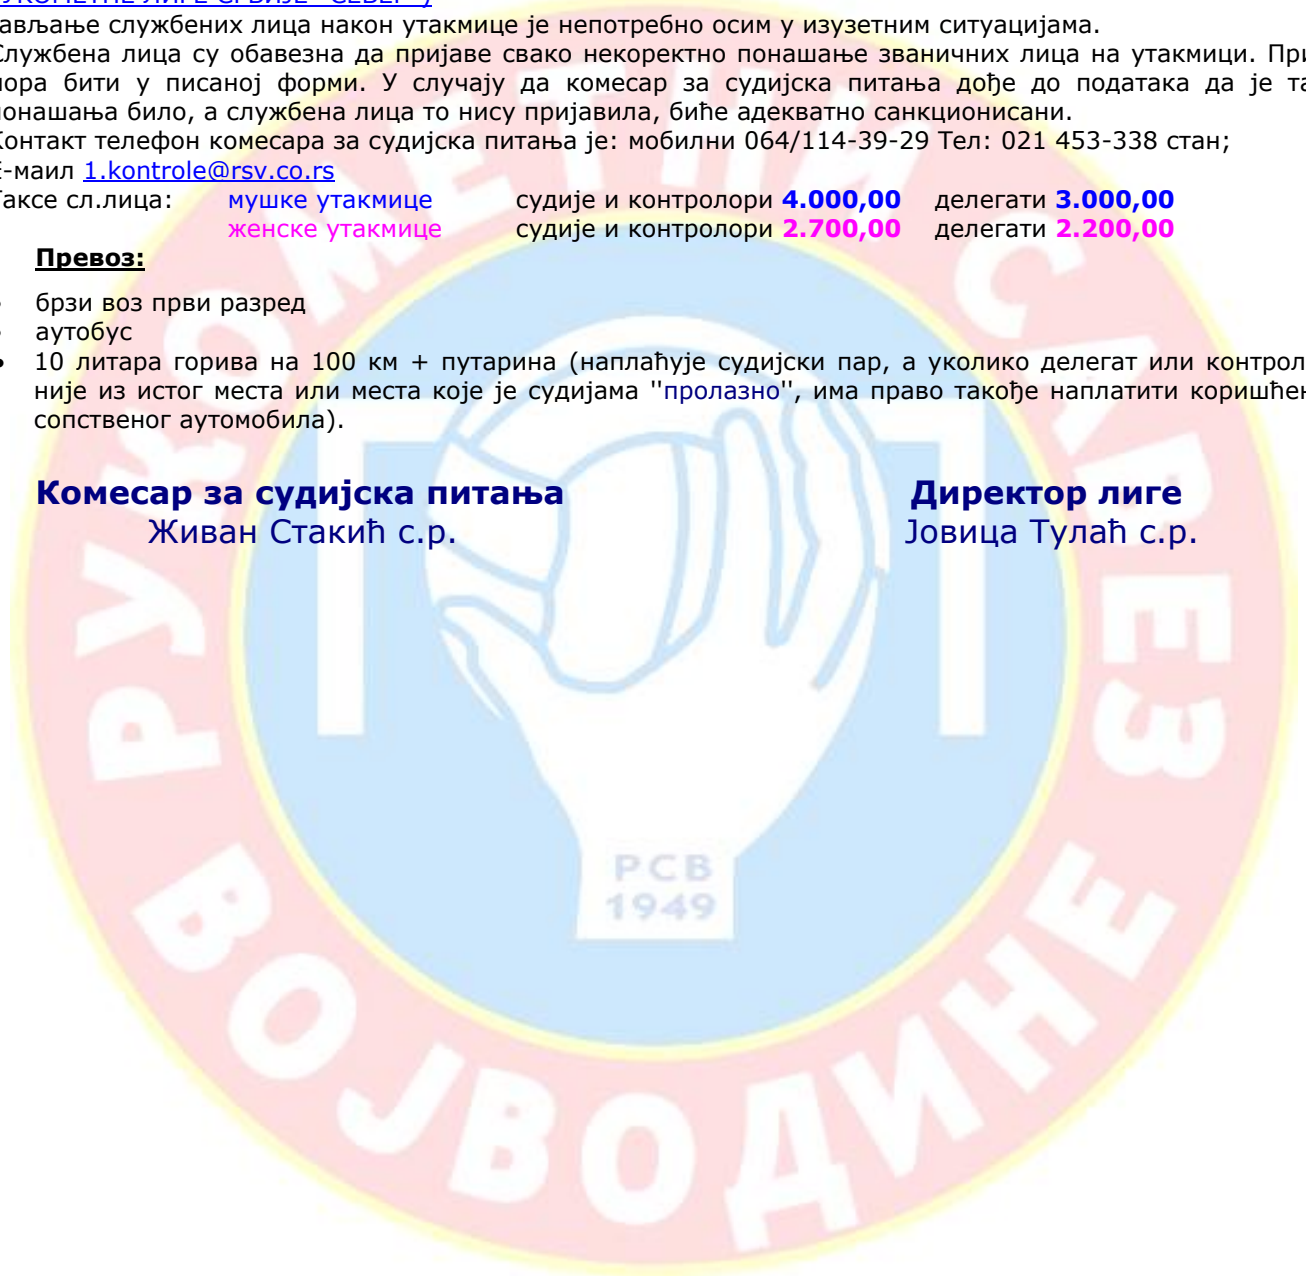 РУКОМЕТНЕ ЛИГЕ СРБИЈЕ "СЕВЕР")
ављање службених лица након утакмице је непотребно осим у изузетним ситуацијама.
Службена лица су обавезна да пријаве свако некоректно понашање званичних лица на утакмици. При
мора бити у писаној форми. У случају да комесар за судијска питања дође до података да је та
понашања било, а службена лица то нису пријавила, биће адекватно санкционисани.
Контакт телефон комесара за судијска питања је: мобилни 064/114-39-29 Тел: 021 453-338 стан;
Е-маил 1.kontrole@rsv.co.rs
Таксе сл.лица: мушке утакмице судије и контролори 4.000,00 делегати 3.000,00
женске утакмице судије и контролори 2.700,00 делегати 2.200,00
Превоз:
• брзи воз први разред
• аутобус
• 10 литара горива на 100 км + путарина (наплаћује судијски пар, а уколико делегат или контрол
није из истог места или места које је судијама "пролазно", има право такође наплатити коришћен
сопственог аутомобила).
Комесар за судијска питања Директор лиге
Живан Стакић с.р. Јовица Тулаћ с.р.
РУКОМЕТНИ САВЕЗ
ВОЈВОДИНЕ
РСВ
1949